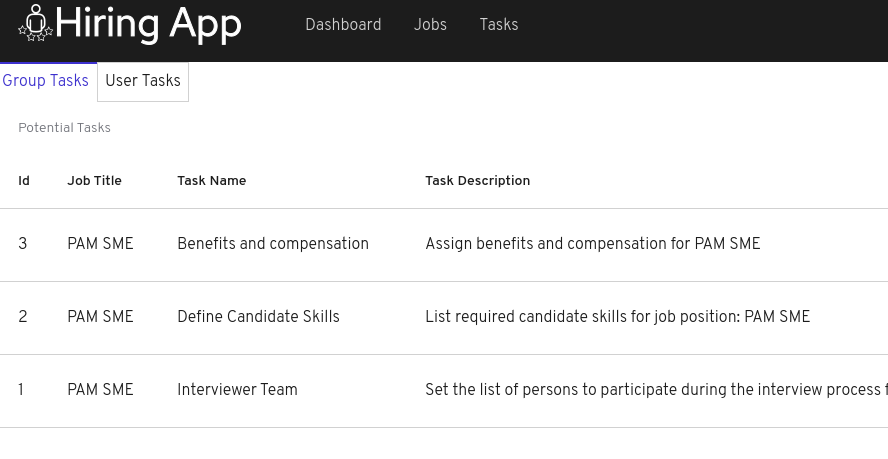 Hiring App Dashboard Jobs Tasks
Group Tasks User Tasks
Potential Tasks
Id Job Title Task Name Task Description
3 PAM SME Benefits and compensation Assign benefits and compensation for PAM SME
2 PAM SME Define Candidate Skills List required candidate skills for job position: PAM SME
1 PAM SME Interviewer Team Set the list of persons to participate during the interview process